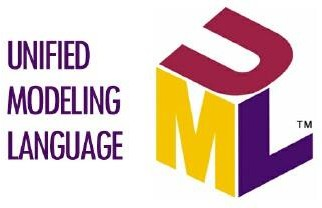 UNIFIED
MODELING
LANGUAGE
UML
TM